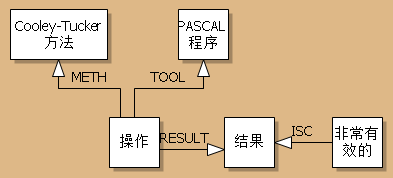 Cooley-Tucker
方法
PASCAL
程序
METH
TOOL
操作
RESULT
结果
ISC
非常有
效的